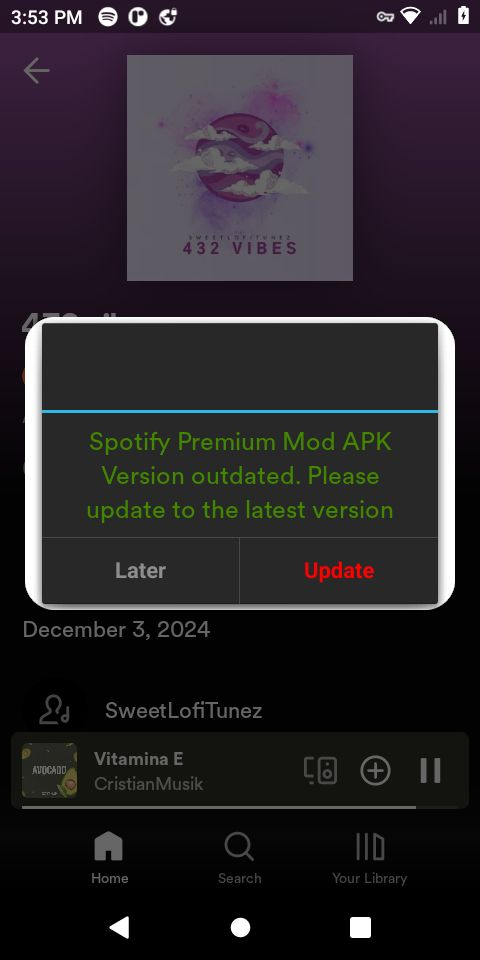 3:53 PM
SWEETLOFITUNEZ
432 VIBES
Spotify Premium Mod APK
Version outdated. Please
update to the latest version
Later
Update
December 3, 2024
SweetLofiTunez
AVOCADO
Vitamina E
CristianMusik
Home
Search
Your Library